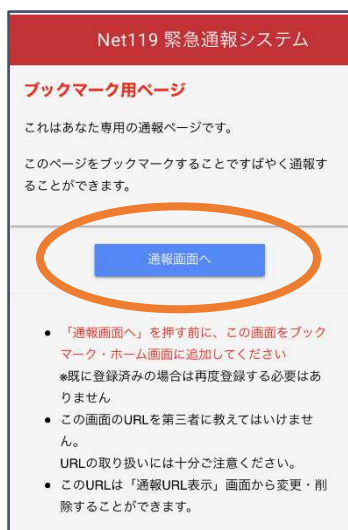 Net119 緊急通報システム
ブックマーク用ページ
これはあなた専用の通報ページです。
このページをブックマークすることですばやく通報す
ることができます。
通報画面へ
• 「通報画面へ」を押す前に、この画面をブック
マーク・ホーム画面に追加してください
※既に登録済みの場合は再度登録する必要はあ
りません
• この画面のURLを第三者に教えてはいけませ
ん。
URLの取り扱いには十分ご注意ください。
• このURLは「通報URL表示」画面から変更・削
除することができます。